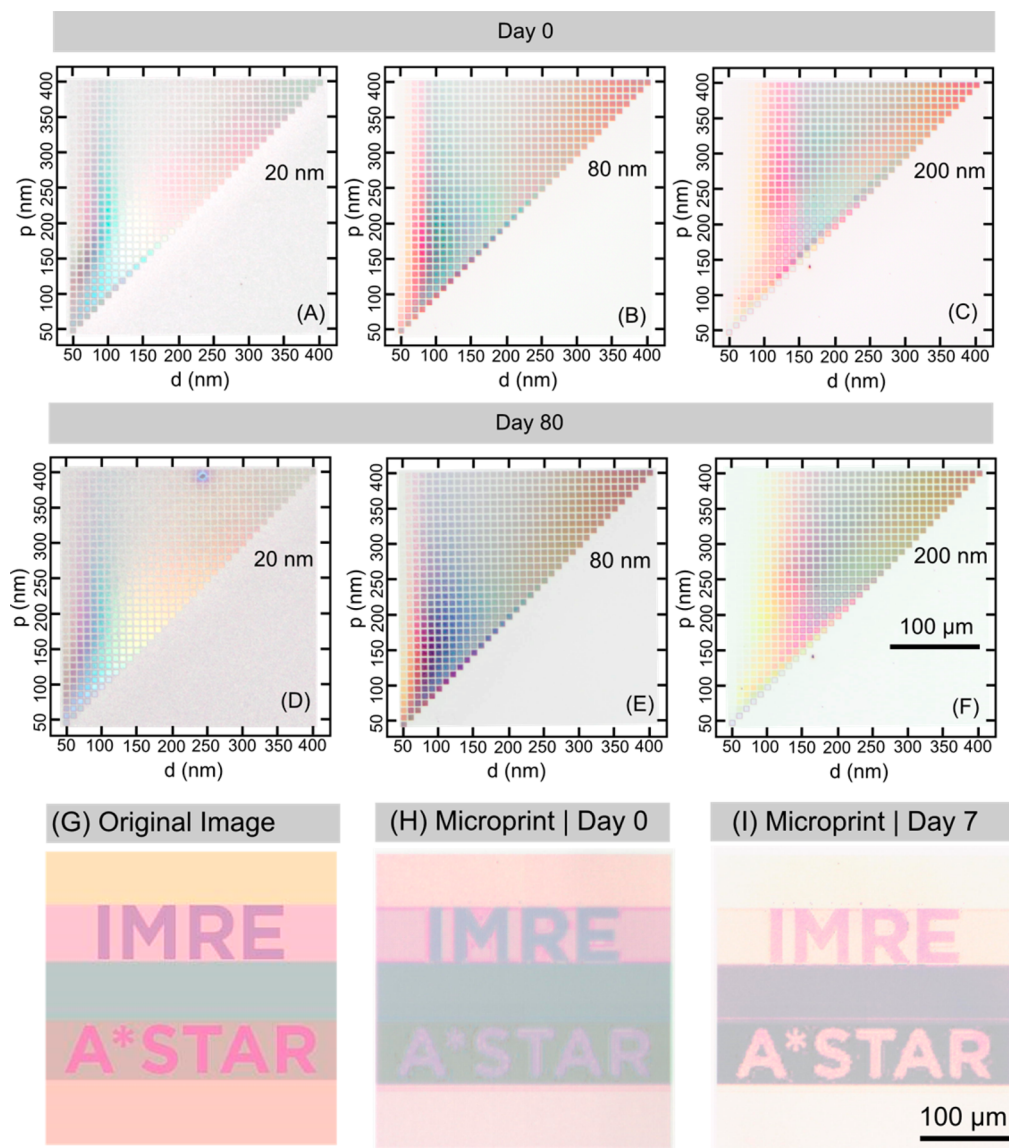 Day 0
p (nm)
400
350
300
250
200
150
100
50
20 nm
(A)
50 100 150 200 250 300 350 400
d (nm)
p (nm)
400
350
300
250
200
150
100
50
80 nm
(B)
50 100 150 200 250 300 350 400
d (nm)
p (nm)
400
350
300
250
200
150
100
50
200 nm
(C)
50 100 150 200 250 300 350 400
d (nm)
Day 80
p (nm)
400
350
300
250
200
150
100
50
20 nm
(D)
50 100 150 200 250 300 350 400
d (nm)
p (nm)
400
350
300
250
200
150
100
50
80 nm
(E)
50 100 150 200 250 300 350 400
d (nm)
p (nm)
400
350
300
250
200
150
100
50
200 nm
100 µm
(F)
50 100 150 200 250 300 350 400
d (nm)
(G) Original Image
IMRE
A*STAR
(H) Microprint | Day 0
IMRE
A*STAR
(I) Microprint | Day 7
IMRE
A*STAR
100 µm